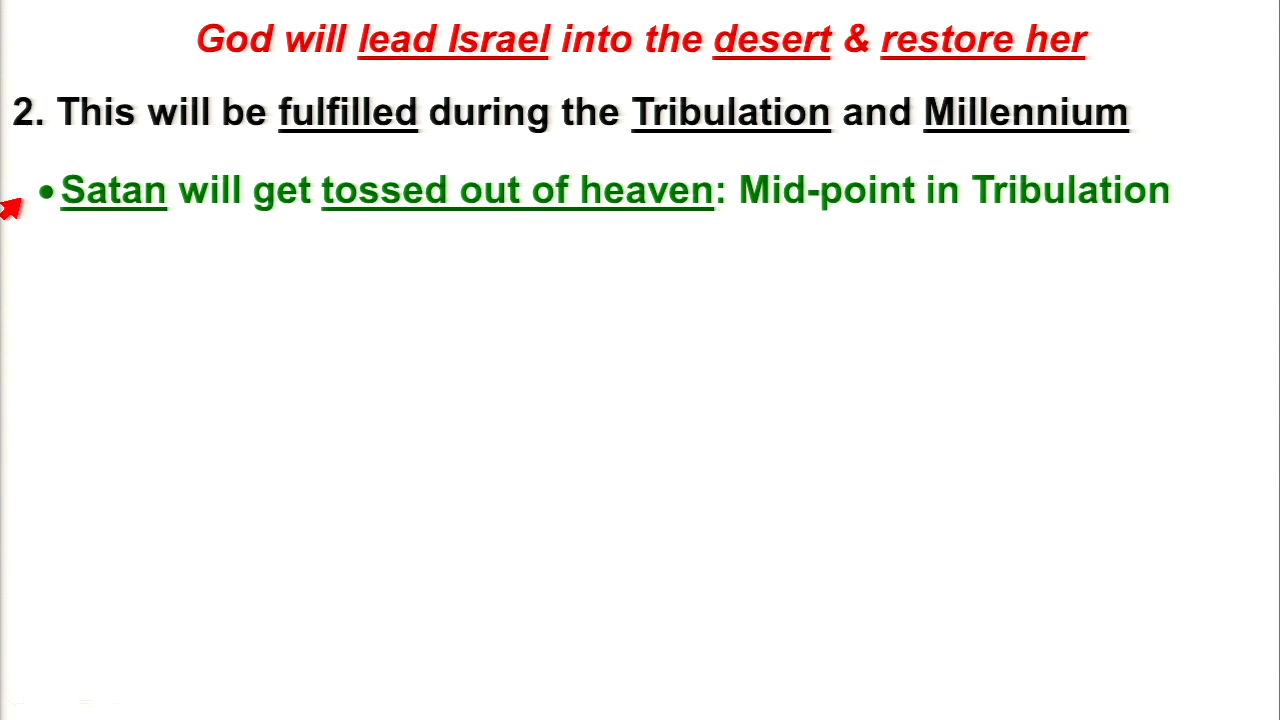 God will lead Israel into the desert & restore her
2. This will be fulfilled during the Tribulation and Millennium
• Satan will get tossed out of heaven: Mid-point in Tribulation